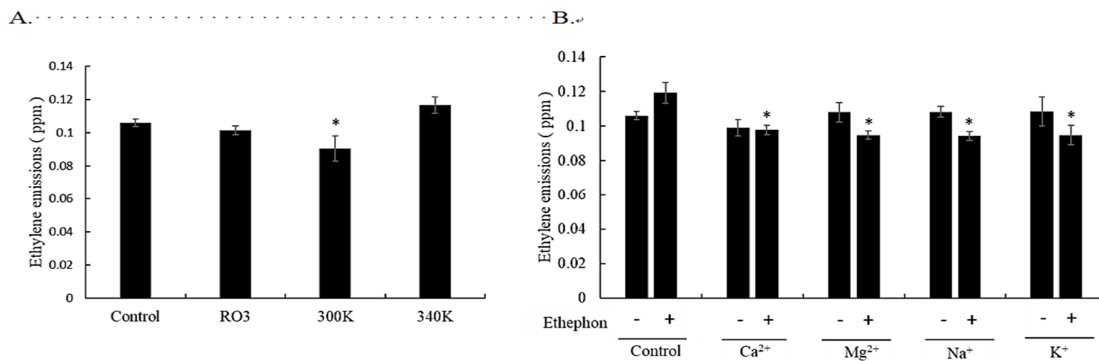 A. · · · · · · · · · · · · · · · · · · · · · · · · · · · · · · · · · · · · · · · · · · · · · · B.↵
Ethylene emissions ( ppm )
0.14
0.12
0.1
0.08
0.06
0.04
0.02
0
*
Control RO3 300K 340K
Ethylene emissions ( ppm )
0.14
0.12
0.1
0.08
0.06
0.04
0.02
0
* * * *
Ethephon - + - + - + - + - +
Control Ca²⁺ Mg²⁺ Na⁺ K⁺